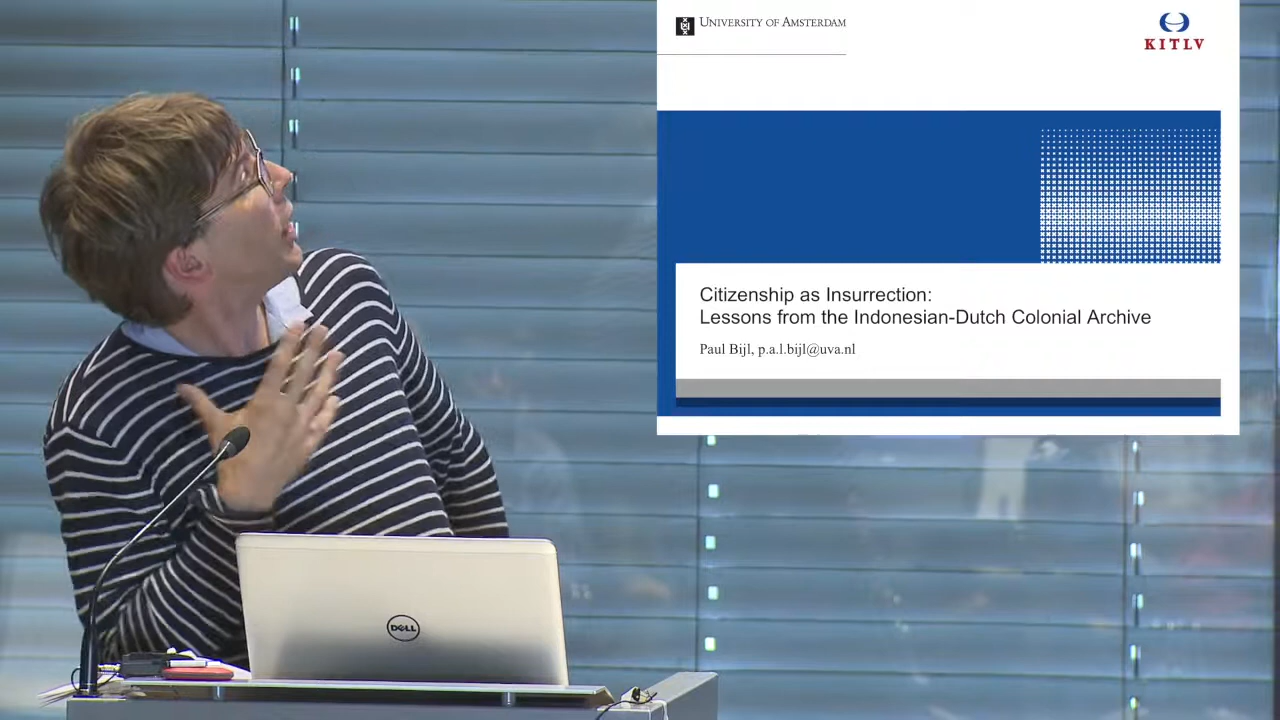 UNIVERSITY OF AMSTERDAM
KITLV
Citizenship as Insurrection:
Lessons from the Indonesian-Dutch Colonial Archive
Paul Bijl, p.a.l.bijl@uva.nl
DELL